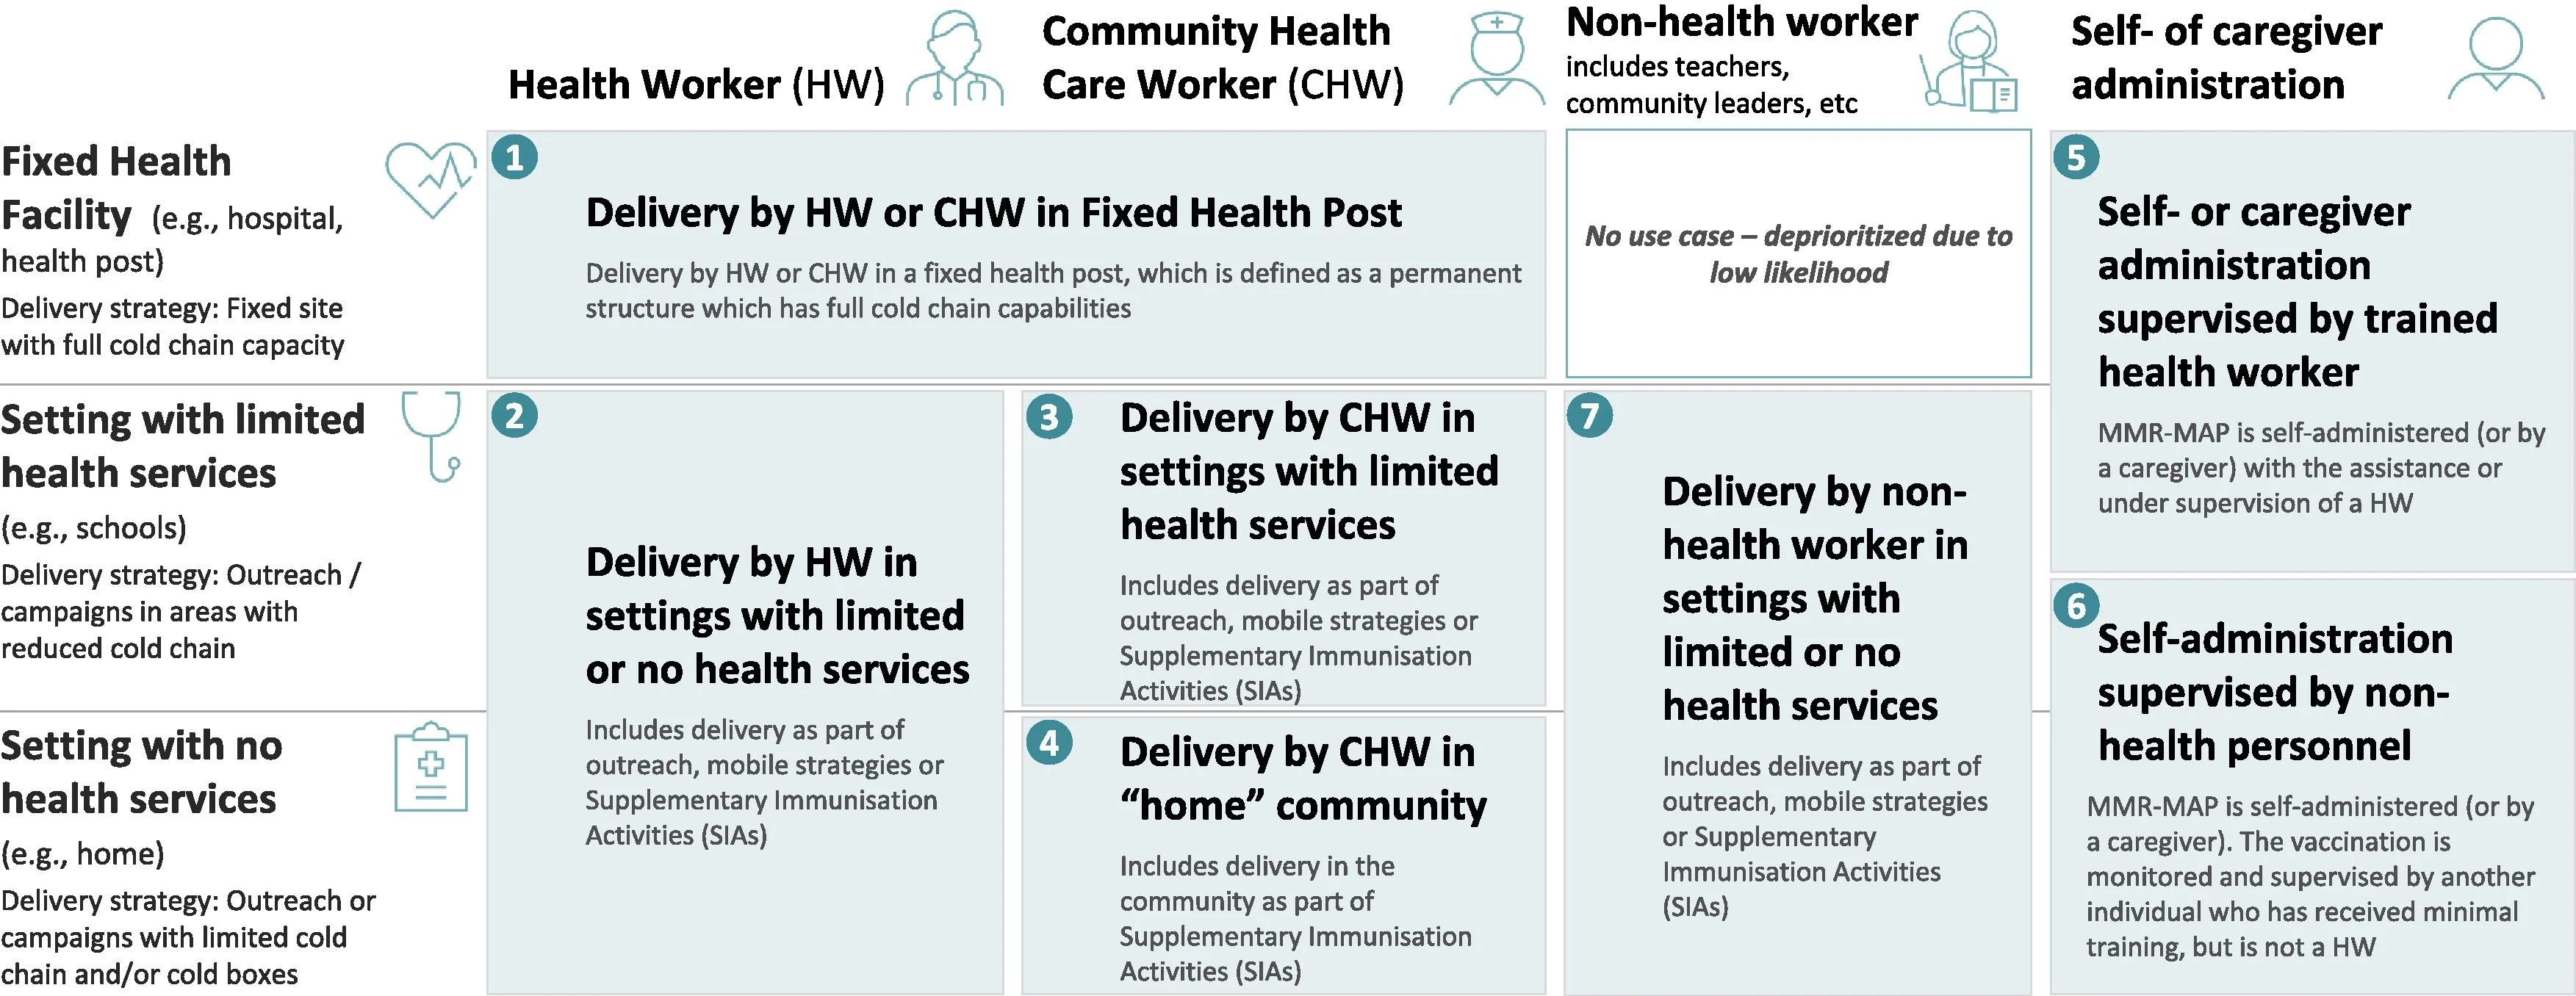 Health Worker (HW)
Community Health
Care Worker (CHW)
Non-health worker
includes teachers,
community leaders, etc
Self- of caregiver
administration
Fixed Health
Facility (e.g., hospital,
health post)
Delivery strategy: Fixed site
with full cold chain capacity
1
Delivery by HW or CHW in Fixed Health Post
Delivery by HW or CHW in a fixed health post, which is defined as a permanent
structure which has full cold chain capabilities
No use case – deprioritized due to
low likelihood
5
Self- or caregiver
administration
supervised by trained
health worker
MMR-MAP is self-administered (or by
a caregiver) with the assistance or
under supervision of a HW
Setting with limited
health services
(e.g., schools)
Delivery strategy: Outreach /
campaigns in areas with
reduced cold chain
2
Delivery by HW in
settings with limited
or no health services
Includes delivery as part of
outreach, mobile strategies or
Supplementary Immunisation
Activities (SIAs)
3
Delivery by CHW in
settings with limited
health services
Includes delivery as part of
outreach, mobile strategies or
Supplementary Immunisation
Activities (SIAs)
7
Delivery by non-
health worker in
settings with
limited or no
health services
Includes delivery as part of
outreach, mobile strategies
or Supplementary
Immunisation Activities
(SIAs)
6
Self-administration
supervised by non-
health personnel
MMR-MAP is self-administered (or by
a caregiver). The vaccination is
monitored and supervised by another
individual who has received minimal
training, but is not a HW
Setting with no
health services
(e.g., home)
Delivery strategy: Outreach or
campaigns with limited cold
chain and/or cold boxes
4
Delivery by CHW in
“home” community
Includes delivery in the
community as part of
Supplementary Immunisation
Activities (SIAs)